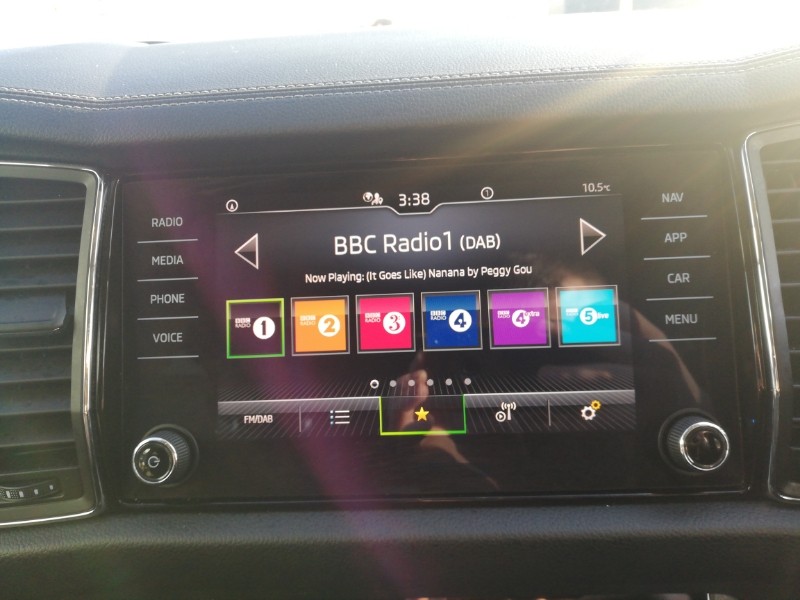 3:38
1
10.5°C
RADIO
MEDIA
PHONE
VOICE
BBC Radio1 (DAB)
Now Playing: (It Goes Like) Nanana by Peggy Gou
BBC RADIO 1
BBC RADIO 2
BBC RADIO 3
BBC RADIO 4
BBC RADIO 4 Extra
BBC RADIO 5 live
FM/DAB
NAV
APP
CAR
MENU